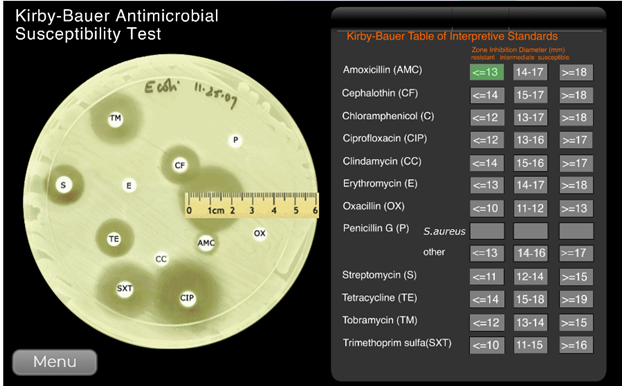 Kirby-Bauer Antimicrobial
Susceptibility Test
E coli 11.25.07
TM
P
CF
S
E
0 1cm 2 3 4 5 6
TE
OX
AMC
CC
SXT
CIP
Menu
Kirby-Bauer Table of Interpretive Standards
Zone Inhibition Diameter (mm)
resistant intermediate susceptible
Amoxicillin (AMC) <=13 14-17 >=18
Cephalothin (CF) <=14 15-17 >=18
Chloramphenicol (C) <=12 13-17 >=18
Ciprofloxacin (CIP) <=12 13-16 >=17
Clindamycin (CC) <=14 15-16 >=17
Erythromycin (E) <=13 14-17 >=18
Oxacillin (OX) <=10 11-12 >=13
Penicillin G (P) S.aureus
other <=13 14-16 >=17
Streptomycin (S) <=11 12-14 >=15
Tetracycline (TE) <=14 15-18 >=19
Tobramycin (TM) <=12 13-14 >=15
Trimethoprim sulfa(SXT) <=10 11-15 >=16